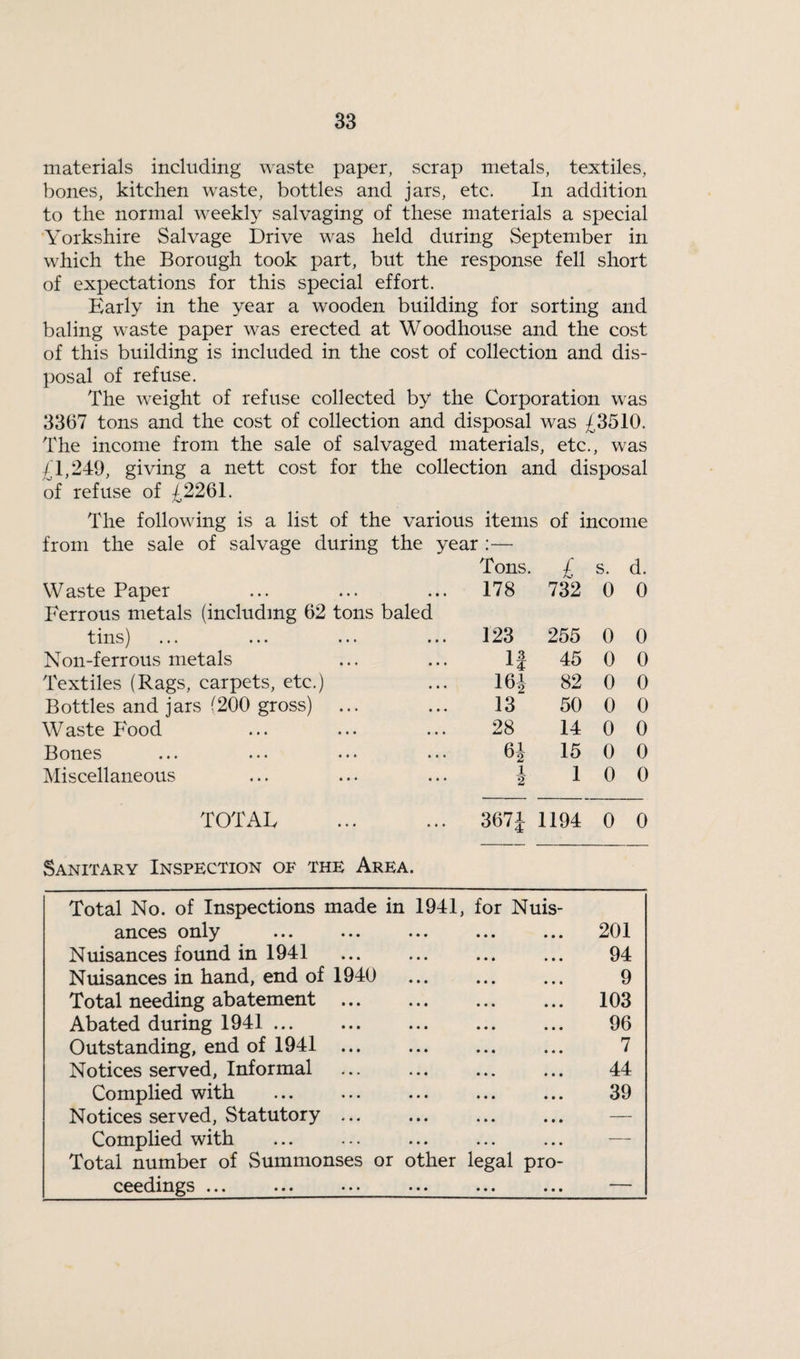 33
materials including waste paper, scrap metals, textiles,
bones, kitchen waste, bottles and jars, etc. In addition
to the normal weekly salvaging of these materials a special
Yorkshire Salvage Drive was held during September in
which the Borough took part, but the response fell short
of expectations for this special effort.
Early in the year a wooden building for sorting and
baling waste paper was erected at Woodhouse and the cost
of this building is included in the cost of collection and dis-
posal of refuse.
The weight of refuse collected by the Corporation was
3367 tons and the cost of collection and disposal was £3510.
The income from the sale of salvaged materials, etc., was
£1,249, giving a nett cost for the collection and disposal
of refuse of £2261.
The following is a list of the various items of income
from the sale of salvage during the year :—
Tons. £ s. d.
Waste Paper ... ... ... 178 732 0 0
Ferrous metals (including 62 tons baled
tins) ... ... ... ... 123 255 0 0
Non-ferrous metals ... ... 1¾ 45 0 0
Textiles (Rags, carpets, etc.) ... 16½ 82 0 0
Bottles and jars (200 gross) ... ... 13 50 0 0
Waste Food ... ... ... 28 14 0 0
Bones ... ... ... ... 6½ 15 0 0
Miscellaneous ... ... ... ½ 1 0 0
TOTAL ... ... 367¼ 1194 0 0
Sanitary Inspection of the Area.
Total No. of Inspections made in 1941, for Nuis-
ances only ... ... ... ... ... 201
Nuisances found in 1941 ... ... ... ... 94
Nuisances in hand, end of 1940 ... ... ... 9
Total needing abatement ... ... ... ... 103
Abated during 1941 ... ... ... ... ... 96
Outstanding, end of 1941 ... ... ... ... 7
Notices served, Informal ... ... ... ... 44
Complied with ... ... ... ... ... 39
Notices served, Statutory ... ... ... ... —
Complied with ... ... ... ... ... —
Total number of Summonses or other legal pro-
ceedings ... ... ... ... ... ... —